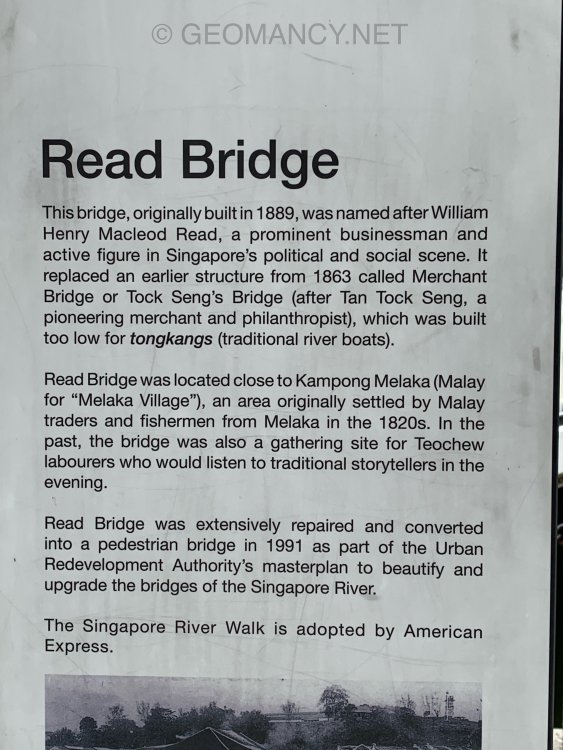 © GEOMANCY.NET
Read Bridge
This bridge, originally built in 1889, was named after William
Henry Macleod Read, a prominent businessman and
active figure in Singapore's political and social scene. It
replaced an earlier structure from 1863 called Merchant
Bridge or Tock Seng's Bridge (after Tan Tock Seng, a
pioneering merchant and philanthropist), which was built
too low for tongkangs (traditional river boats).
Read Bridge was located close to Kampong Melaka (Malay
for “Melaka Village”), an area originally settled by Malay
traders and fishermen from Melaka in the 1820s. In the
past, the bridge was also a gathering site for Teochew
labourers who would listen to traditional storytellers in the
evening.
Read Bridge was extensively repaired and converted
into a pedestrian bridge in 1991 as part of the Urban
Redevelopment Authority's masterplan to beautify and
upgrade the bridges of the Singapore River.
The Singapore River Walk is adopted by American
Express.